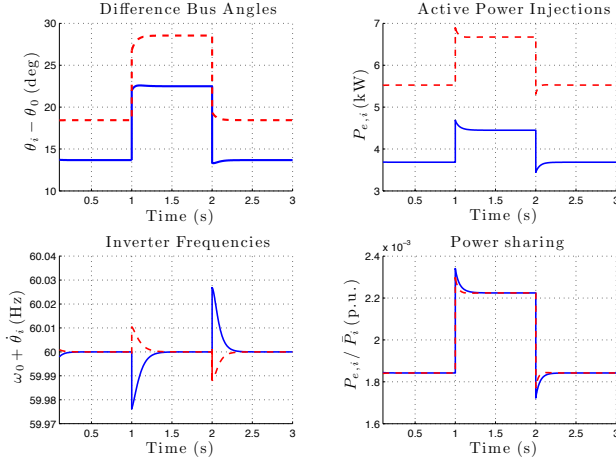 Difference Bus Angles
30
25
20
15
10
θi − θ0 (deg)
0.5 1 1.5 2 2.5 3
Time (s)
Active Power Injections
7
6
5
4
3
Pe,i (kW)
0.5 1 1.5 2 2.5 3
Time (s)
Inverter Frequencies
60.04
60.03
60.02
60.01
60
59.99
59.98
59.97
ω0 + θ̇i (Hz)
0.5 1 1.5 2 2.5 3
Time (s)
Power sharing
x 10−3
2.4
2.2
2
1.8
1.6
Pe,i/ P̄i (p.u.)
0.5 1 1.5 2 2.5 3
Time (s)